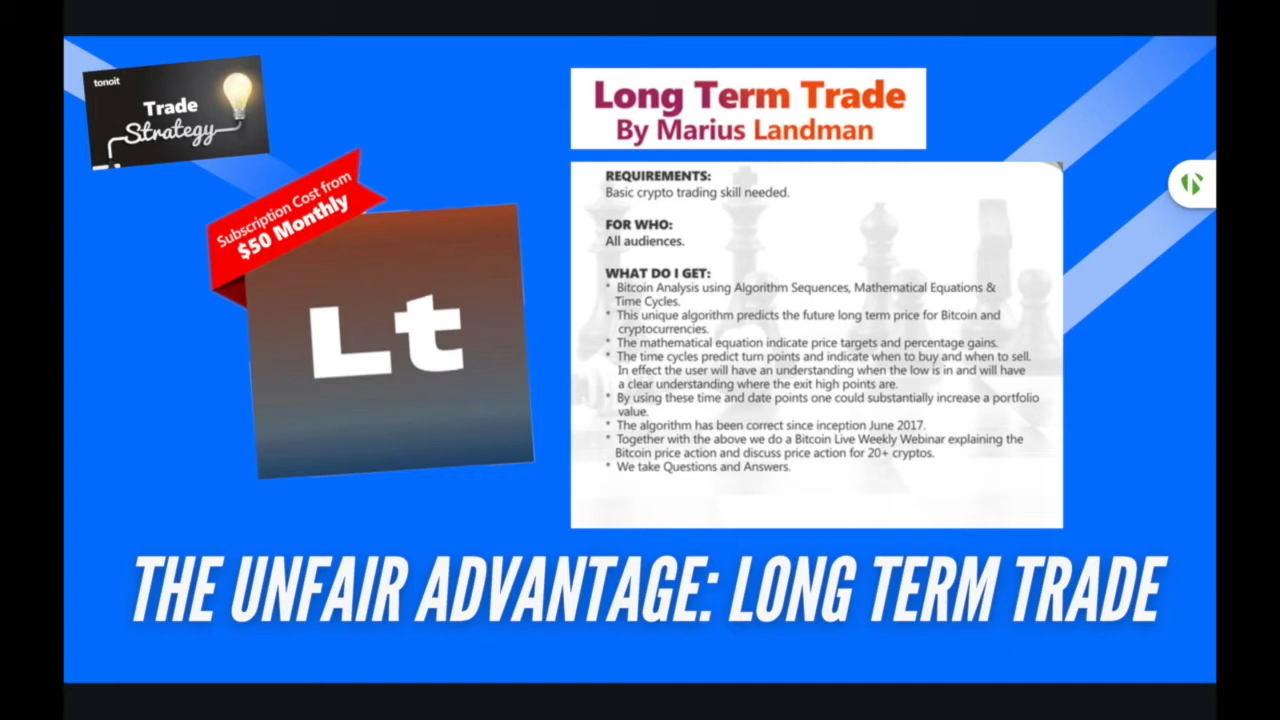 tonoit
Trade
Strategy
Subscription Cost from
$50 Monthly
Lt
Long Term Trade
By Marius Landman
REQUIREMENTS:
Basic crypto trading skill needed.
FOR WHO:
All audiences.
WHAT DO I GET:
* Bitcoin Analysis using Algorithm Sequences, Mathematical Equations &
Time Cycles.
* This unique algorithm predicts the future long term price for Bitcoin and
cryptocurrencies.
* The mathematical equation indicate price targets and percentage gains.
* The time cycles predict turn points and indicate when to buy and when to sell.
In effect the user will have an understanding when the low is in and will have
a clear understanding where the exit high points are.
* By using these time and date points one could substantially increase a portfolio
value.
* The algorithm has been correct since inception June 2017.
* Together with the above we do a Bitcoin Live Weekly Webinar explaining the
Bitcoin price action and discuss price action for 20+ cryptos.
* We take Questions and Answers.
THE UNFAIR ADVANTAGE: LONG TERM TRADE